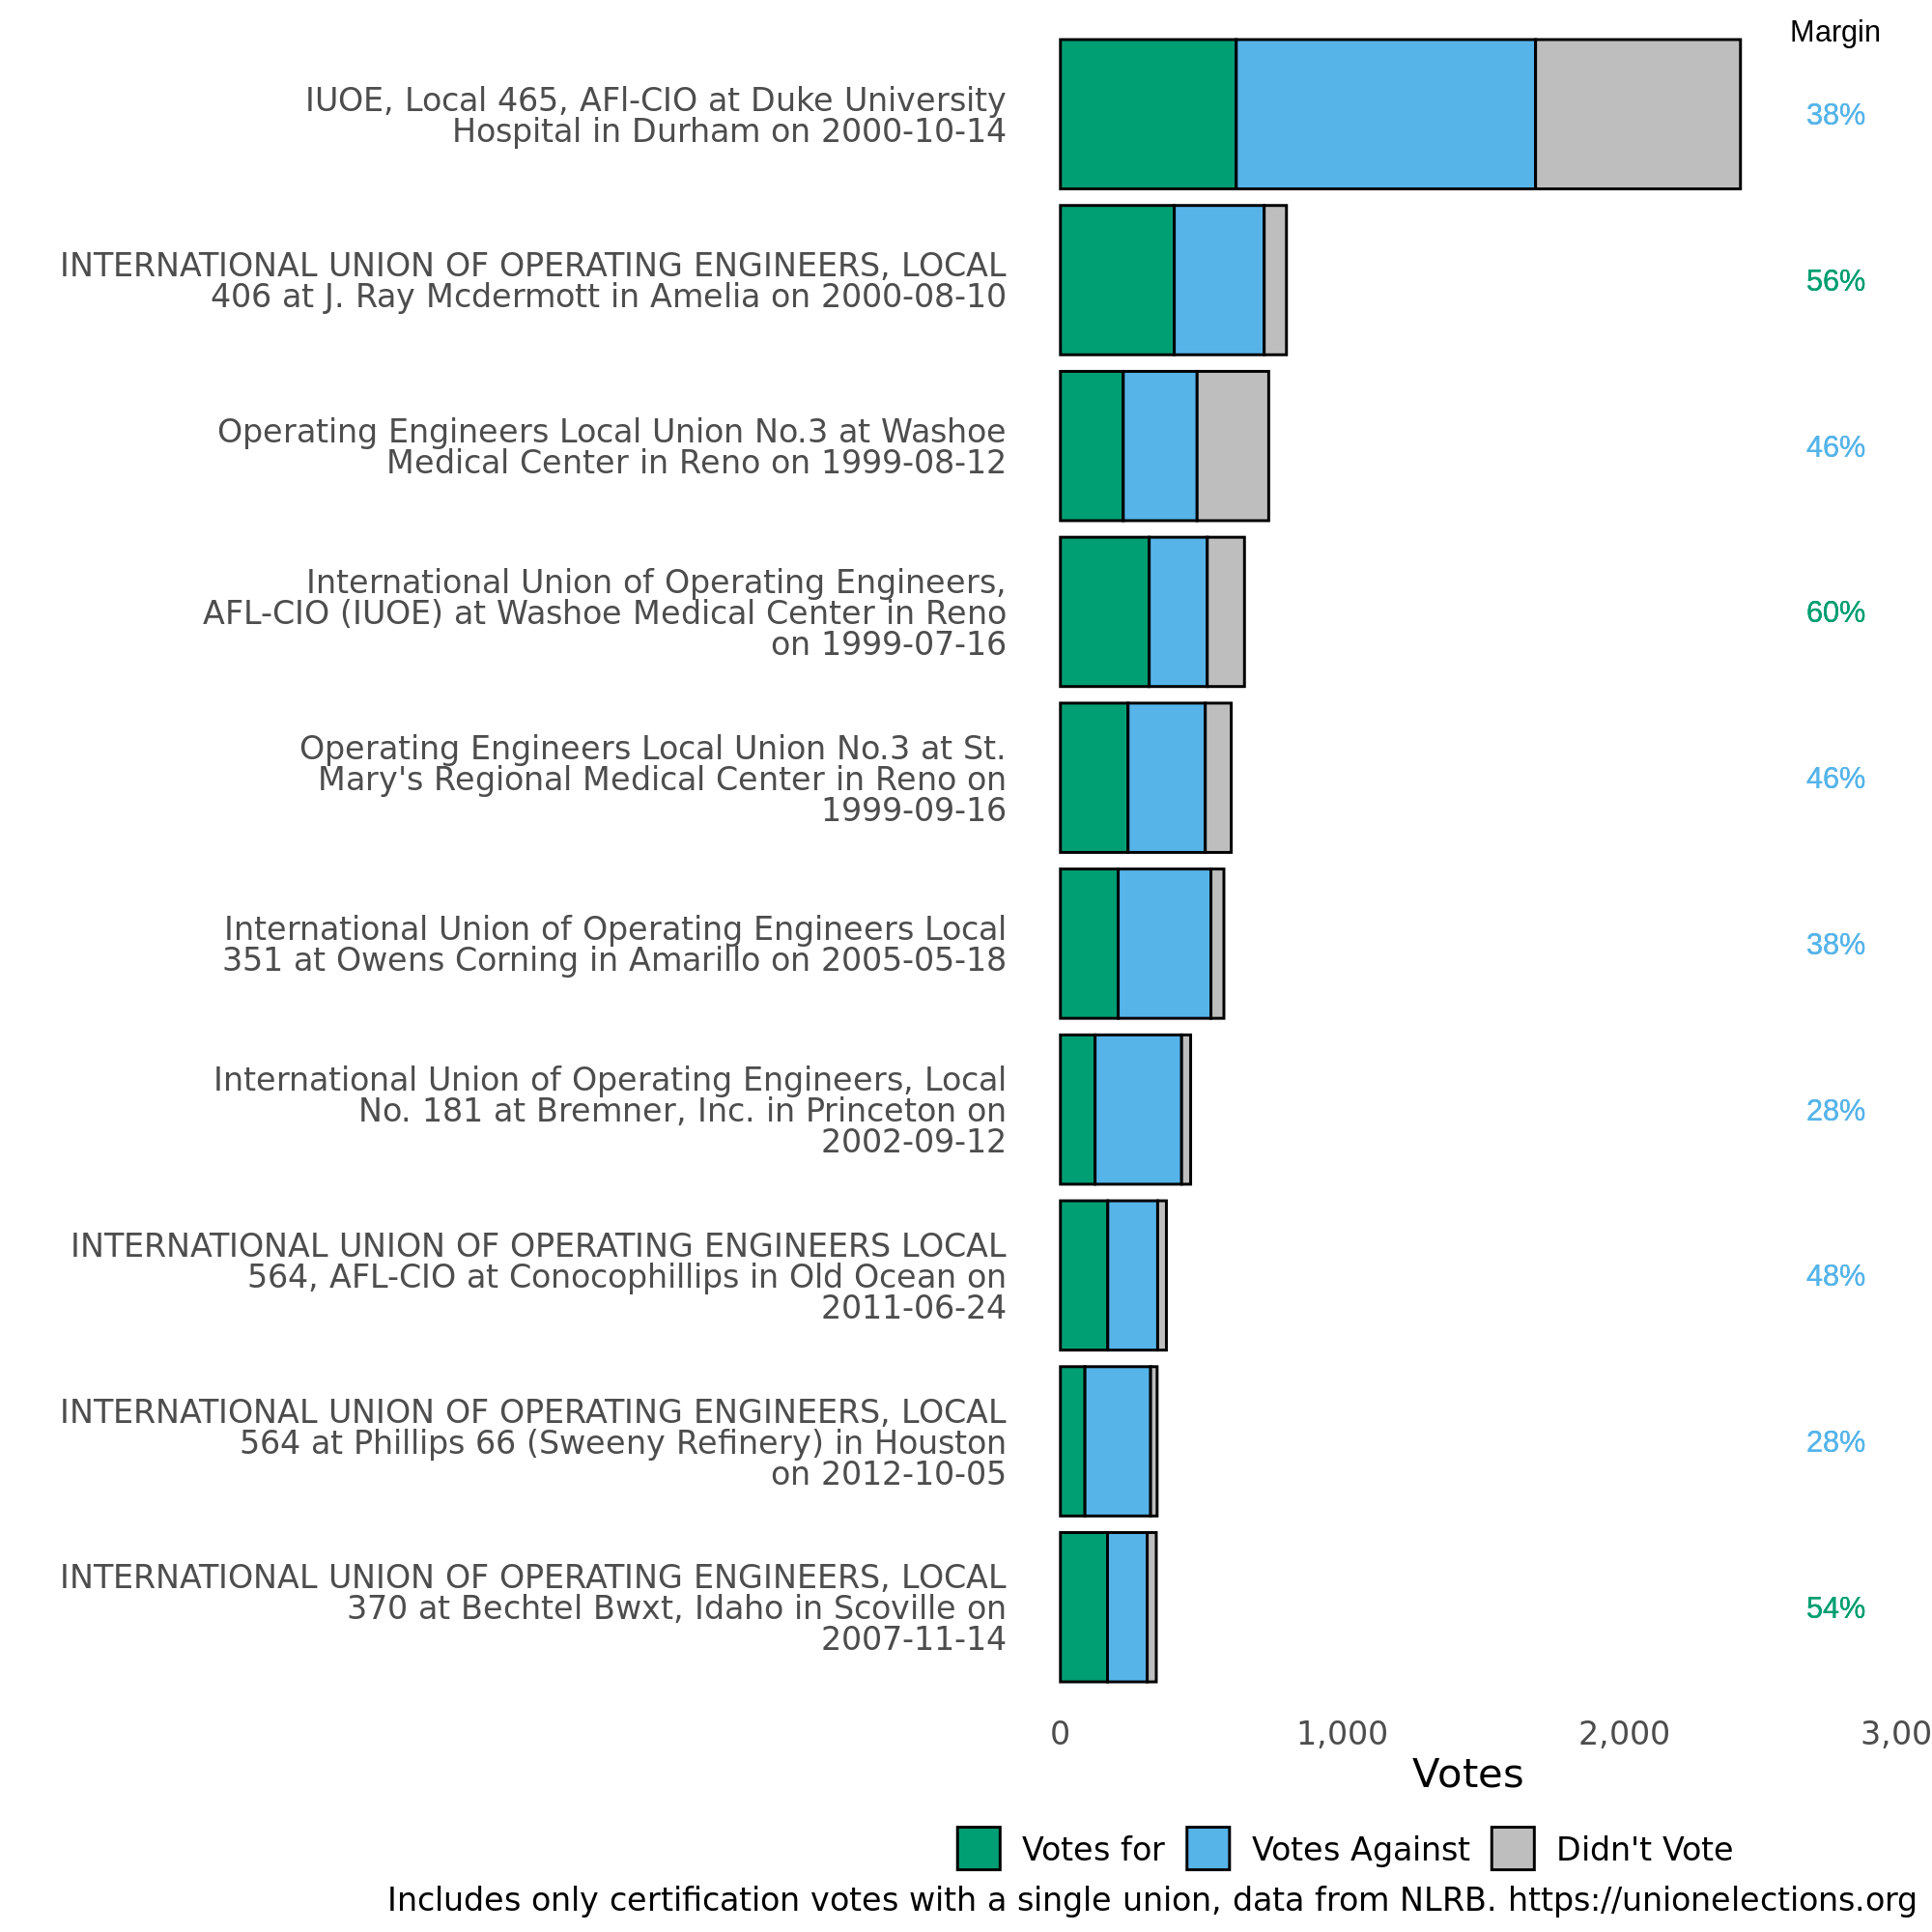 Margin
IUOE, Local 465, AFl-CIO at Duke University
Hospital in Durham on 2000-10-14
38%
INTERNATIONAL UNION OF OPERATING ENGINEERS, LOCAL
406 at J. Ray Mcdermott in Amelia on 2000-08-10
56%
Operating Engineers Local Union No.3 at Washoe
Medical Center in Reno on 1999-08-12
46%
International Union of Operating Engineers,
AFL-CIO (IUOE) at Washoe Medical Center in Reno
on 1999-07-16
60%
Operating Engineers Local Union No.3 at St.
Mary's Regional Medical Center in Reno on
1999-09-16
46%
International Union of Operating Engineers Local
351 at Owens Corning in Amarillo on 2005-05-18
38%
International Union of Operating Engineers, Local
No. 181 at Bremner, Inc. in Princeton on
2002-09-12
28%
INTERNATIONAL UNION OF OPERATING ENGINEERS LOCAL
564, AFL-CIO at Conocophillips in Old Ocean on
2011-06-24
48%
INTERNATIONAL UNION OF OPERATING ENGINEERS, LOCAL
564 at Phillips 66 (Sweeny Refinery) in Houston
on 2012-10-05
28%
INTERNATIONAL UNION OF OPERATING ENGINEERS, LOCAL
370 at Bechtel Bwxt, Idaho in Scoville on
2007-11-14
54%
0 1,000 2,000 3,00
Votes
Votes for Votes Against Didn't Vote
Includes only certification votes with a single union, data from NLRB. https://unionelections.org